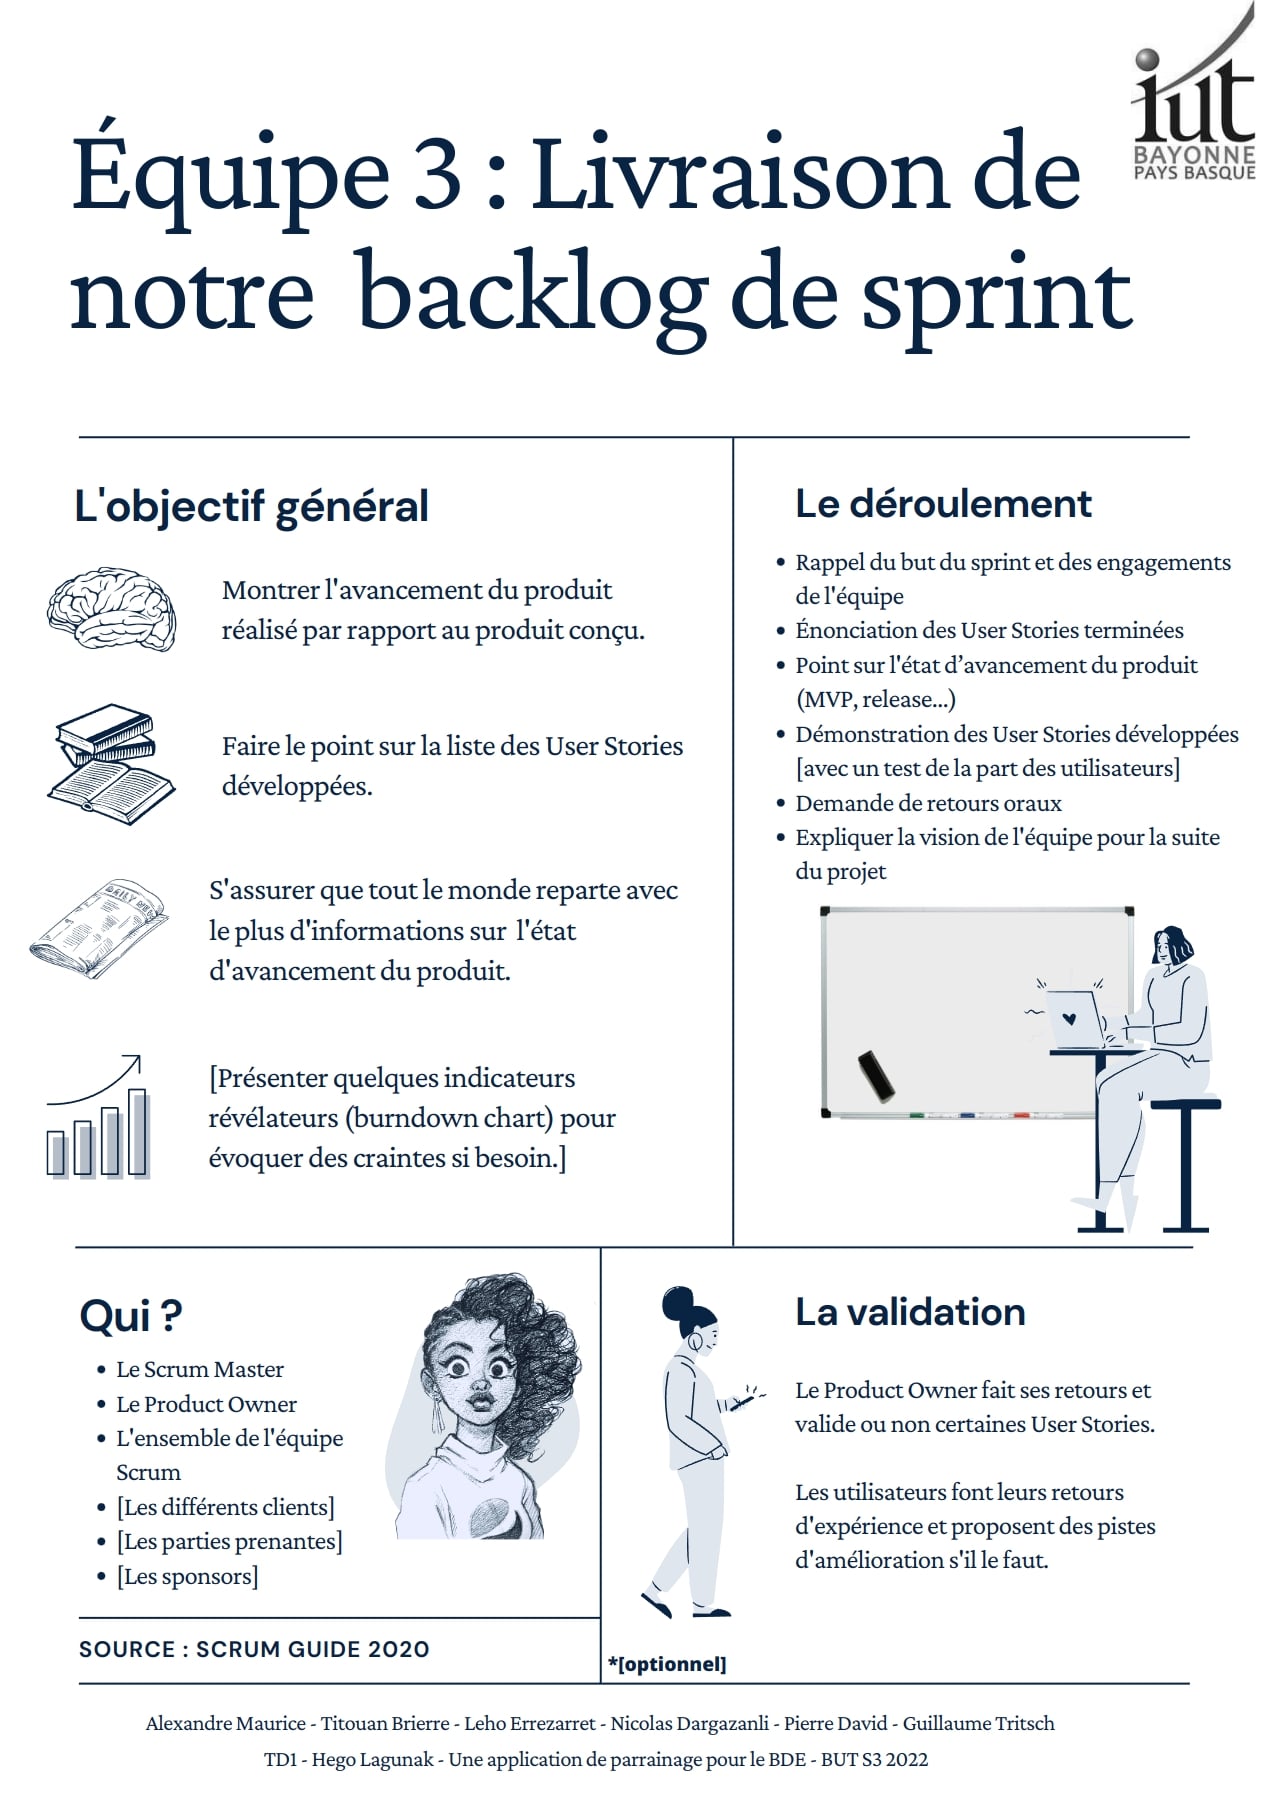 iut
BAYONNE
PAYS BASQUE
Équipe 3 : Livraison de
notre backlog de sprint
L'objectif général
Montrer l'avancement du produit
réalisé par rapport au produit conçu.
Faire le point sur la liste des User Stories
développées.
S'assurer que tout le monde reparte avec
le plus d'informations sur l'état
d'avancement du produit.
[Présenter quelques indicateurs
révélateurs (burndown chart) pour
évoquer des craintes si besoin.]
Le déroulement
• Rappel du but du sprint et des engagements
de l'équipe
• Énonciation des User Stories terminées
• Point sur l'état d’avancement du produit
(MVP, release...)
• Démonstration des User Stories développées
[avec un test de la part des utilisateurs]
• Demande de retours oraux
• Expliquer la vision de l'équipe pour la suite
du projet
Qui ?
• Le Scrum Master
• Le Product Owner
• L'ensemble de l'équipe
Scrum
• [Les différents clients]
• [Les parties prenantes]
• [Les sponsors]
La validation
Le Product Owner fait ses retours et
valide ou non certaines User Stories.
Les utilisateurs font leurs retours
d'expérience et proposent des pistes
d'amélioration s'il le faut.
SOURCE : SCRUM GUIDE 2020
*[optionnel]
Alexandre Maurice - Titouan Brierre - Leho Errezarret - Nicolas Dargazanli - Pierre David - Guillaume Tritsch
TD1 - Hego Lagunak - Une application de parrainage pour le BDE - BUT S3 2022